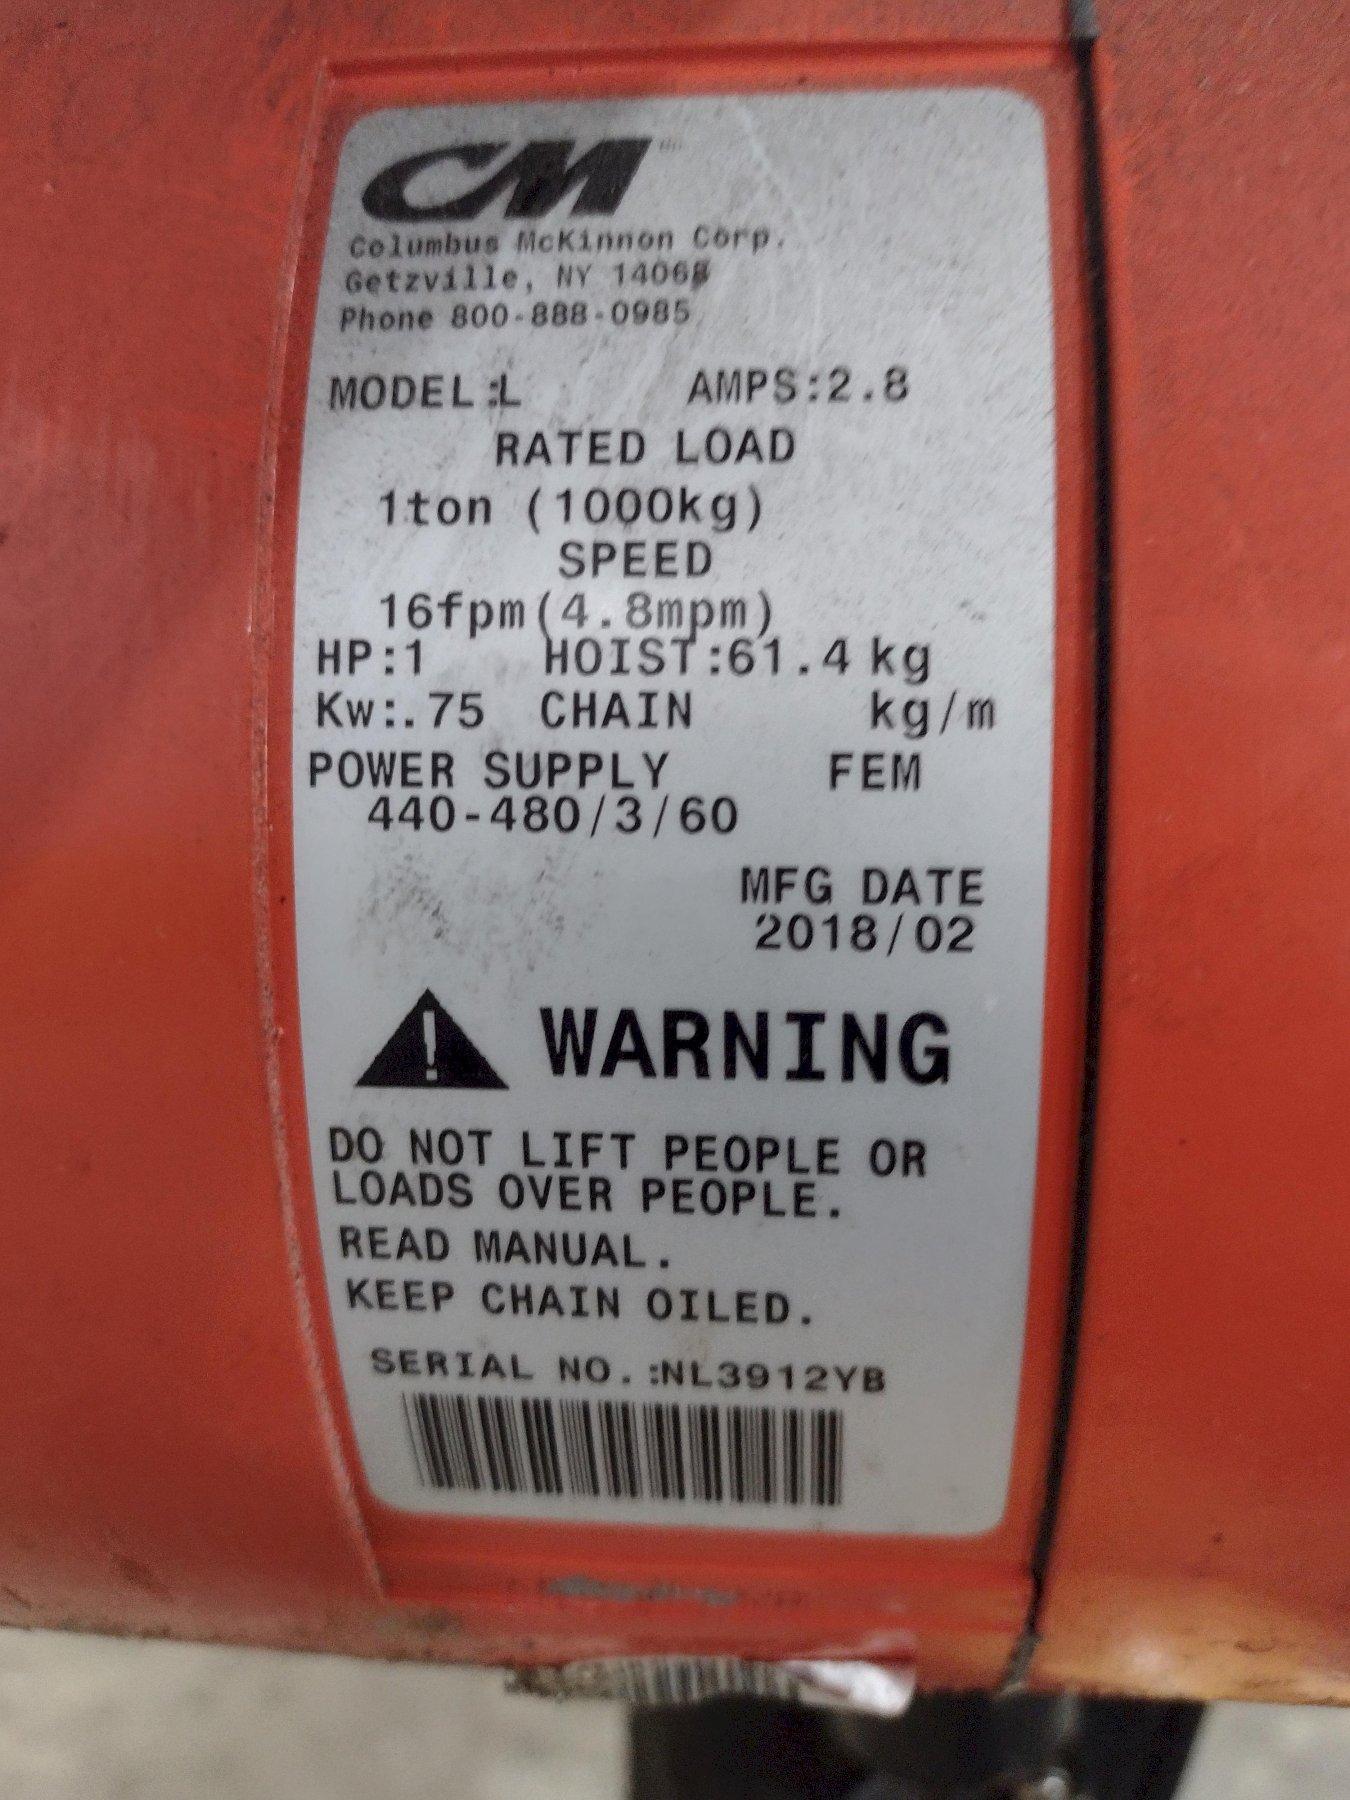 CM
Columbus McKinnon Corp.
Getzville, NY 14068
Phone 800-888-0985
MODEL:L AMPS:2.8
RATED LOAD
1ton (1000kg)
SPEED
16fpm(4.8mpm)
HP:1 HOIST:61.4 kg
Kw:.75 CHAIN kg/m
POWER SUPPLY FEM
440-480/3/60
MFG DATE
2018/02
! WARNING
DO NOT LIFT PEOPLE OR
LOADS OVER PEOPLE.
READ MANUAL.
KEEP CHAIN OILED.
SERIAL NO.:NL3912YB